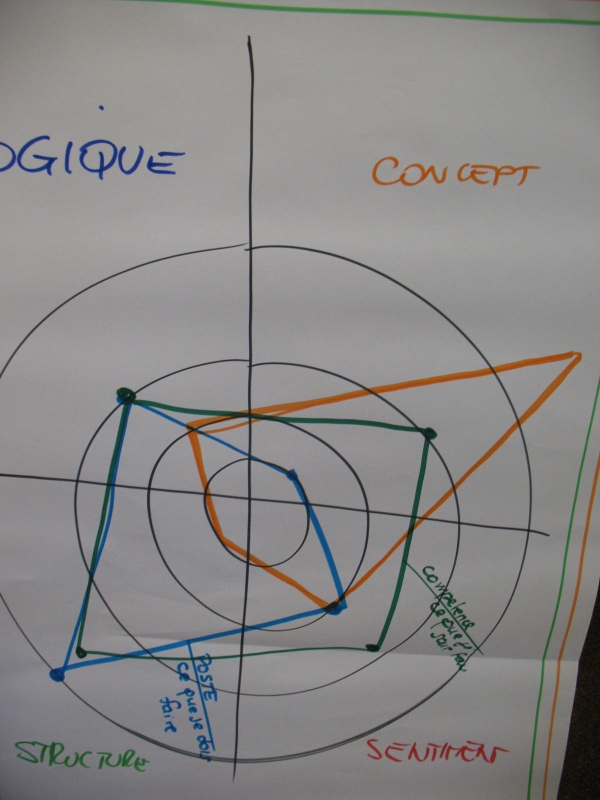 OGIQUE
CONCEPT
compétence
ce que je
sais faire
POSTE
ce que je dois
faire
STRUCTURE
SENTIMENT